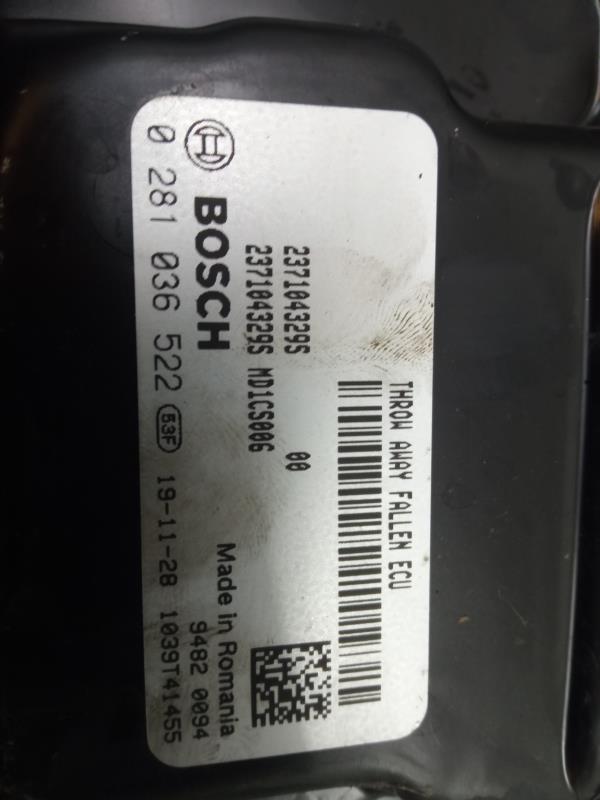 THROW AWAY FALLEN ECU
237104329S 00
237104329S MD1CS006
BOSCH
Made in Romania
9482 0094
0 281 036 522 53F 19-11-28 1039T41455